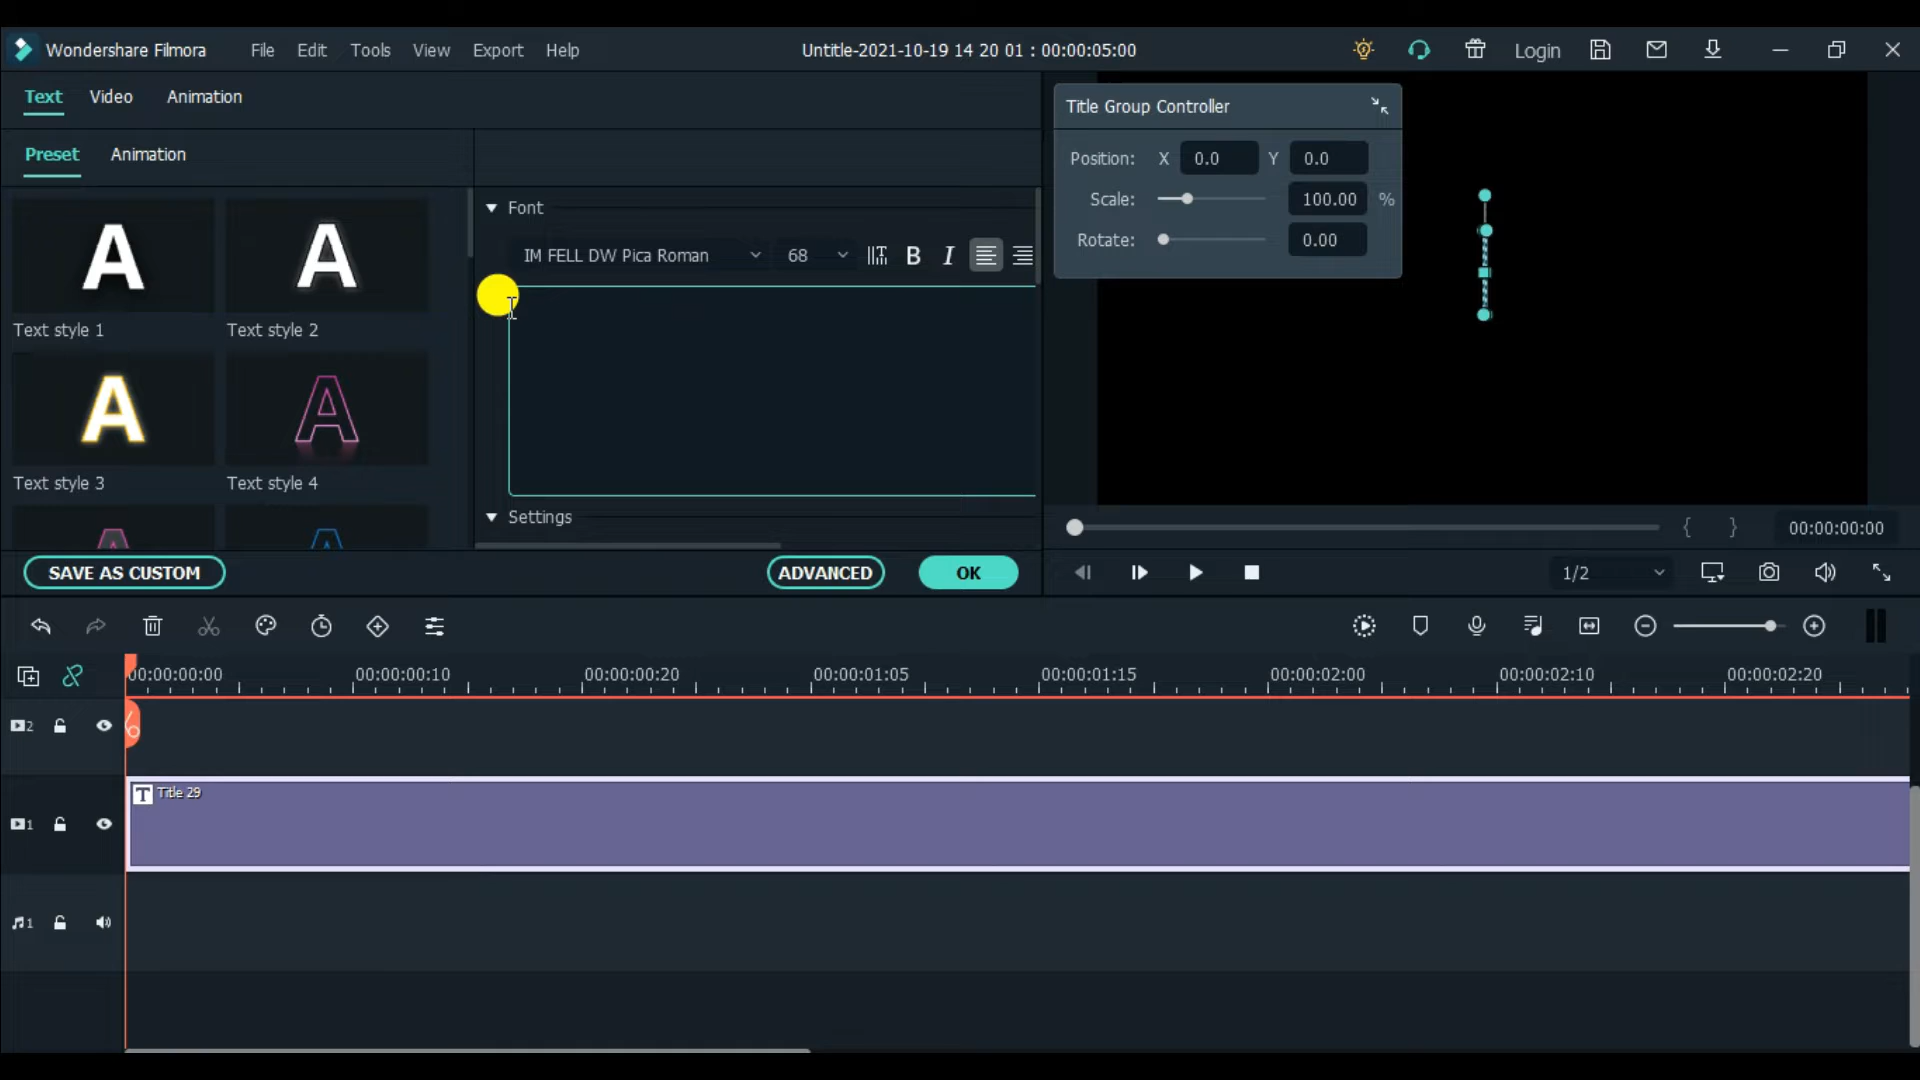 Wondershare Filmora File Edit Tools View Export Help Untitle-2021-10-19 14 20 01 : 00:00:05:00 Login
Text Video Animation
Preset Animation
Title Group Controller
Position: X 0.0 Y 0.0
Scale: 100.00 %
Rotate: 0.00
Font
IM FELL DW Pica Roman 68 B I
A A
Text style 1 Text style 2
A A
Text style 3 Text style 4
A A
Settings
{ } 00:00:00:00
SAVE AS CUSTOM ADVANCED OK
1/2
00:00:00:00 00:00:00:10 00:00:00:20 00:00:01:05 00:00:01:15 00:00:02:00 00:00:02:10 00:00:02:20
2
T Title 29
1
1